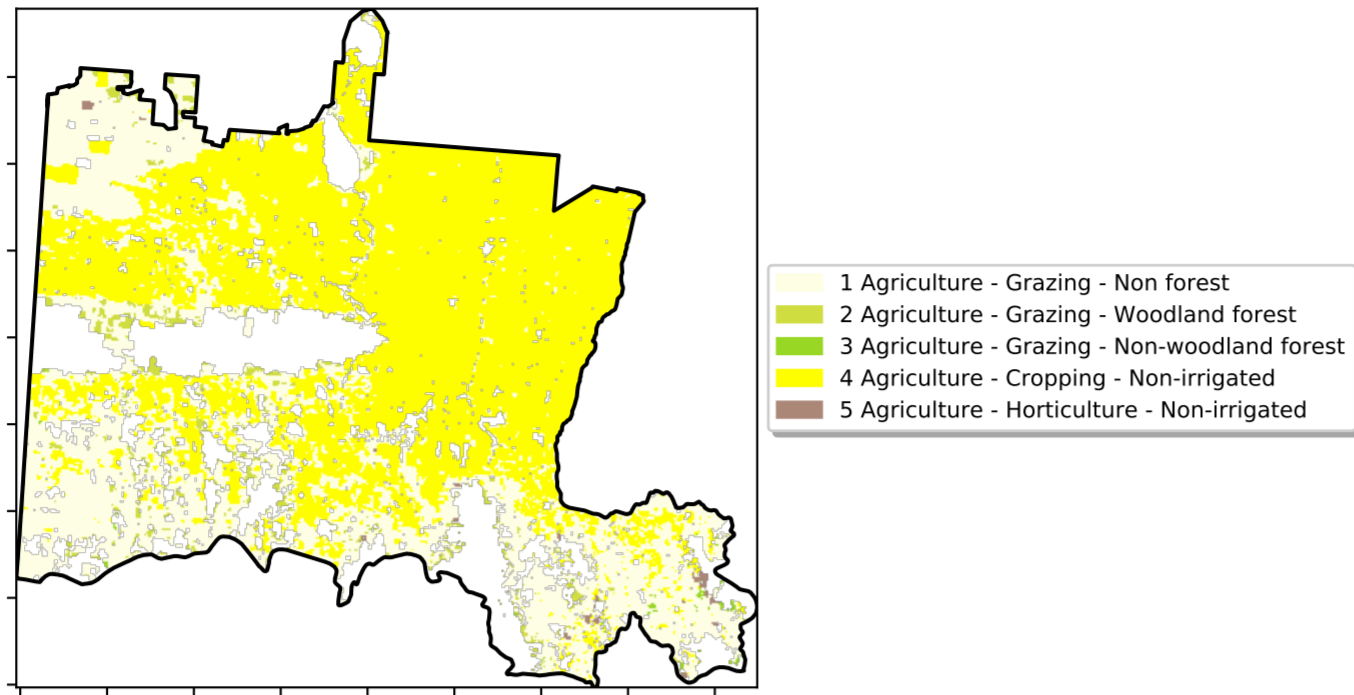 1 Agriculture - Grazing - Non forest
2 Agriculture - Grazing - Woodland forest
3 Agriculture - Grazing - Non-woodland forest
4 Agriculture - Cropping - Non-irrigated
5 Agriculture - Horticulture - Non-irrigated